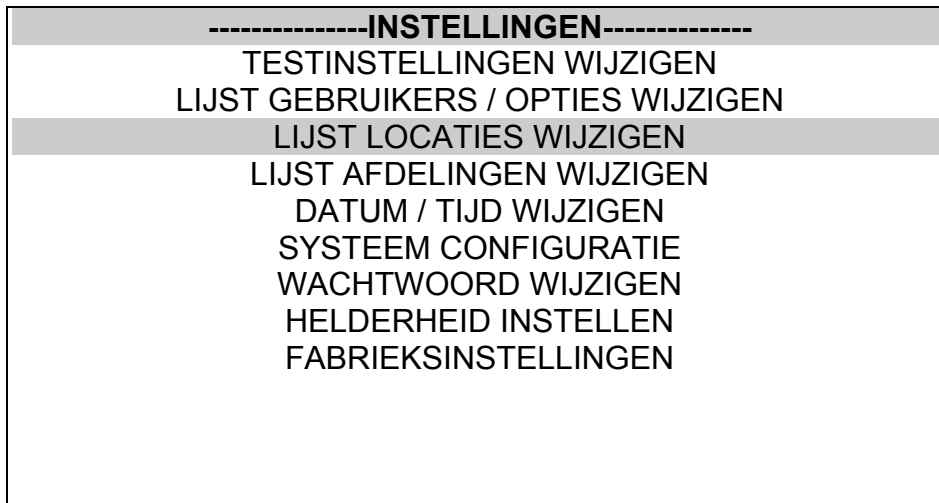 ---------------INSTELLINGEN--------------
TESTINSTELLINGEN WIJZIGEN
LIJST GEBRUIKERS / OPTIES WIJZIGEN
LIJST LOCATIES WIJZIGEN
LIJST AFDELINGEN WIJZIGEN
DATUM / TIJD WIJZIGEN
SYSTEEM CONFIGURATIE
WACHTWOORD WIJZIGEN
HELDERHEID INSTELLEN
FABRIEKSINSTELLINGEN